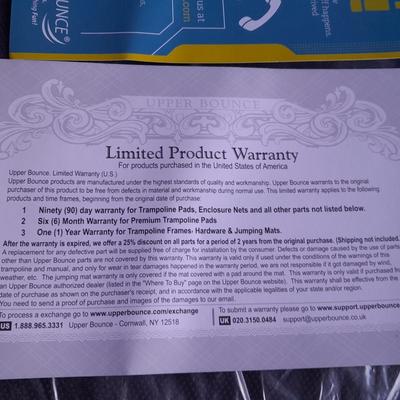 us at
happens.
OUNCE®
UPPER BOUNCE
Limited Product Warranty
For products purchased in the United States of America
Upper Bounce. Limited Warranty (U.S.)
Upper Bounce products are manufactured under the highest standards of quality and workmanship. Upper Bounce warrants to the original
purchaser of this product to be free from defects in material and workmanship during normal use. This limited warranty applies to the following
products and time frames, beginning from the original date of purchase:
1 Ninety (90) day warranty for Trampoline Pads, Enclosure Nets and all other parts not listed below.
2 Six (6) Month Warranty for Premium Trampoline Pads
3 One (1) Year Warranty for Trampoline Frames, Hardware & Jumping Mats.
After the warranty is expired, we offer a 25% discount on all parts for a period of 2 years from the original purchase. (Shipping not included.
A replacement for any defective part will be supplied free of charge for installation by the consumer. Defects or damage caused by the use of parts
other than Upper Bounce parts are not covered by this warranty. This warranty is valid only if used under the conditions of the warnings of this
trampoline and manual, and only for wear in tear damages happened in the warranty period, we are not responsible if it got damaged by wind,
weather, etc. The jumping mat warranty is only covered if the mat covered with a pad around the mat. This warranty is only valid if purchased from
an Upper Bounce authorized dealer (listed in the "Where To Buy" page on the Upper Bounce website). This warranty shall be effective from the
date of purchase as shown on the purchaser's receipt, and in accordance with the applicable legalities of your state and/or region.
You need to send a proof of purchase and images of the damages to our email.
To process a exchange go to www.upperbounce.com/exchange
US 1.888.965.3331 Upper Bounce - Cornwall, NY 12518
To submit a warranty please go to www.support.upperbounce.
UK 020.3150.0484 support@upperbounce.co.uk